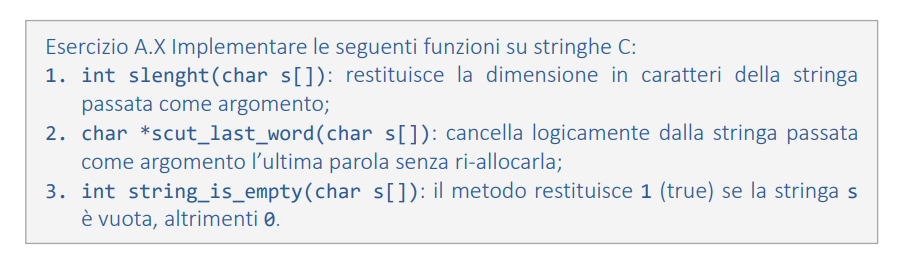 Esercizio A.X Implementare le seguenti funzioni su stringhe C:
1. int slenght(char s[]): restituisce la dimensione in caratteri della stringa
passata come argomento;
2. char *scut_last_word(char s[]): cancella logicamente dalla stringa passata
come argomento l’ultima parola senza ri-allocarla;
3. int string_is_empty(char s[]): il metodo restituisce 1 (true) se la stringa s
è vuota, altrimenti 0.